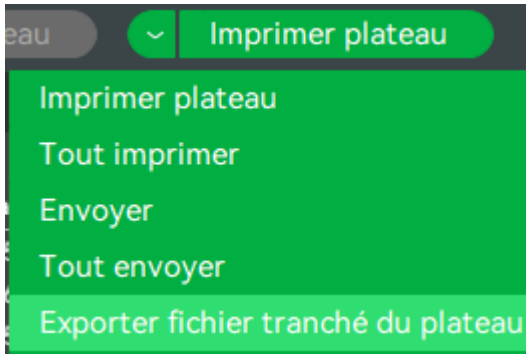 eau
Imprimer plateau
Imprimer plateau
Tout imprimer
Envoyer
Tout envoyer
Exporter fichier tranché du plateau